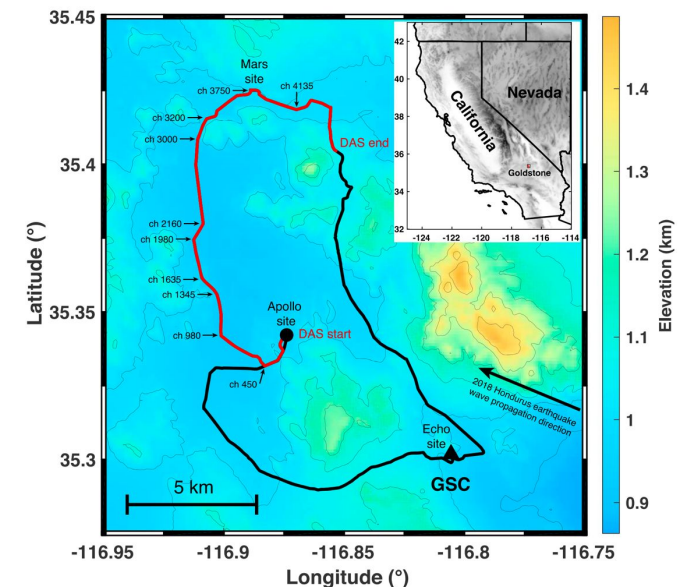 35.45
35.4
35.35
35.3
Latitude (°)
-116.95
-116.9
-116.85
-116.8
-116.75
Longitude (°)
Mars
site
ch 3750
ch 4135
ch 3200
ch 3000
DAS end
ch 2160
ch 1980
ch 1635
ch 1345
Apollo
site
ch 980
DAS start
ch 450
Echo
site
GSC
5 km
2018 Hondurus earthquake
wave propagation direction
42
40
38
36
34
32
-124
-122
-120
-118
-116
-114
Nevada
California
Goldstone
1.4
1.3
1.2
1.1
1
0.9
Elevation (km)